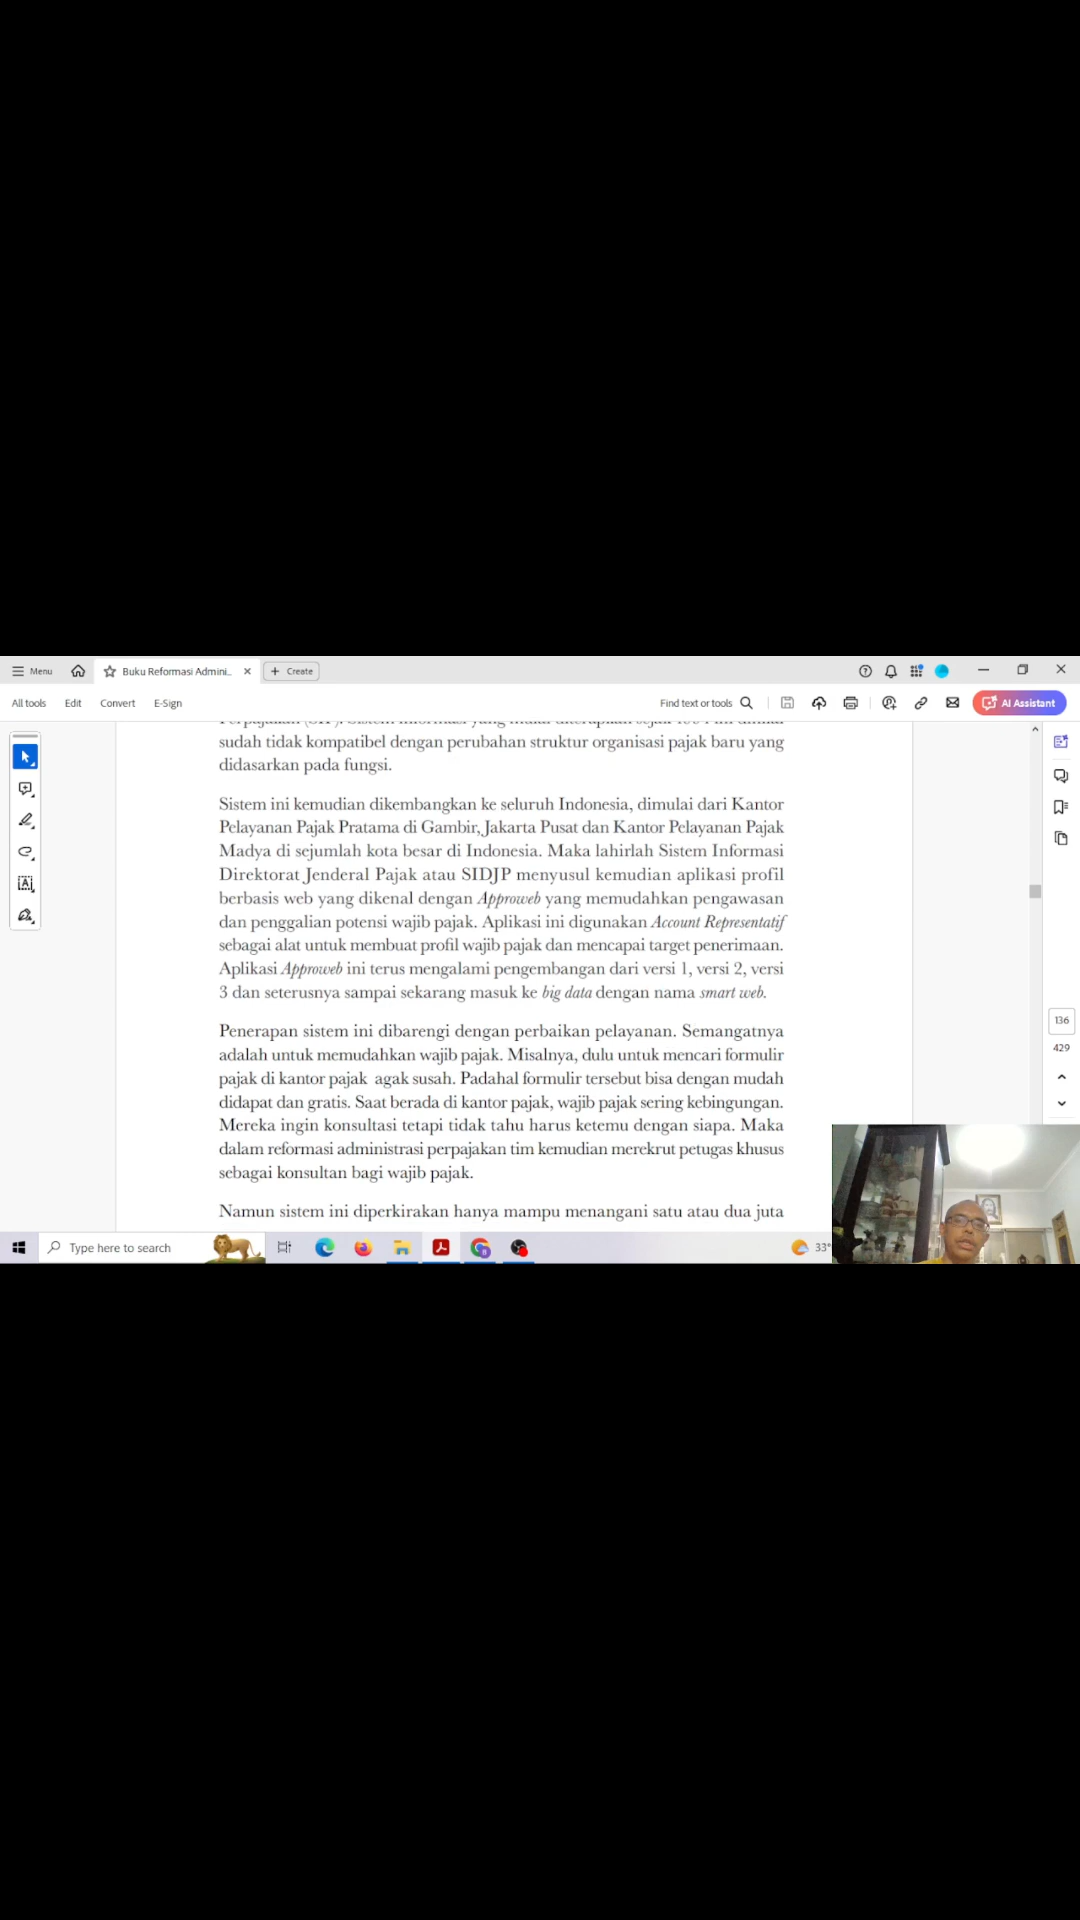 Menu
Buku Reformasi Admini..
Create
All tools
Edit
Convert
E-Sign
Find text or tools
AI Assistant
sudah tidak kompatibel dengan perubahan struktur organisasi pajak baru yang
didasarkan pada fungsi.
Sistem ini kemudian dikembangkan ke seluruh Indonesia, dimulai dari Kantor
Pelayanan Pajak Pratama di Gambir, Jakarta Pusat dan Kantor Pelayanan Pajak
Madya di sejumlah kota besar di Indonesia. Maka lahirlah Sistem Informasi
Direktorat Jenderal Pajak atau SIDJP menyusul kemudian aplikasi profil
berbasis web yang dikenal dengan Approweb yang memudahkan pengawasan
dan penggalian potensi wajib pajak. Aplikasi ini digunakan Account Representatif
sebagai alat untuk membuat profil wajib pajak dan mencapai target penerimaan.
Aplikasi Approweb ini terus mengalami pengembangan dari versi 1, versi 2, versi
3 dan seterusnya sampai sekarang masuk ke big data dengan nama smart web.
Penerapan sistem ini dibarengi dengan perbaikan pelayanan. Semangatnya
adalah untuk memudahkan wajib pajak. Misalnya, dulu untuk mencari formulir
pajak di kantor pajak agak susah. Padahal formulir tersebut bisa dengan mudah
didapat dan gratis. Saat berada di kantor pajak, wajib pajak sering kebingungan.
Mereka ingin konsultasi tetapi tidak tahu harus ketemu dengan siapa. Maka
dalam reformasi administrasi perpajakan tim kemudian merekrut petugas khusus
sebagai konsultan bagi wajib pajak.
Namun sistem ini diperkirakan hanya mampu menangani satu atau dua juta
136
429
Type here to search
33°